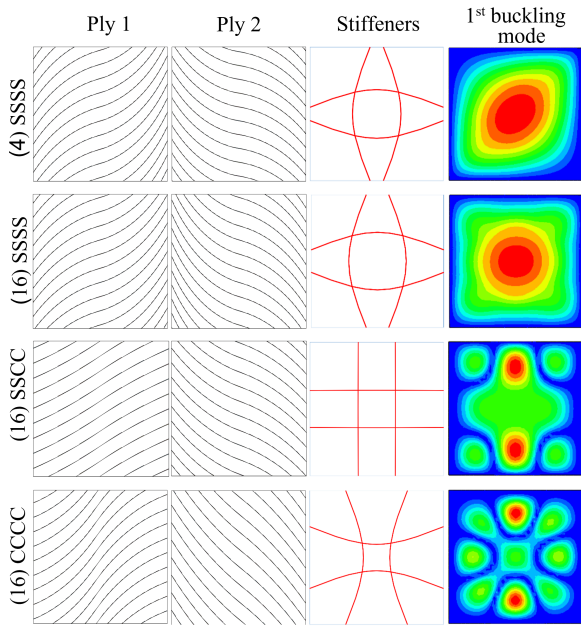 Ply 1
Ply 2
Stiffeners
1st buckling
mode
(4) SSSS
(16) SSSS
(16) SSCC
(16) CCCC